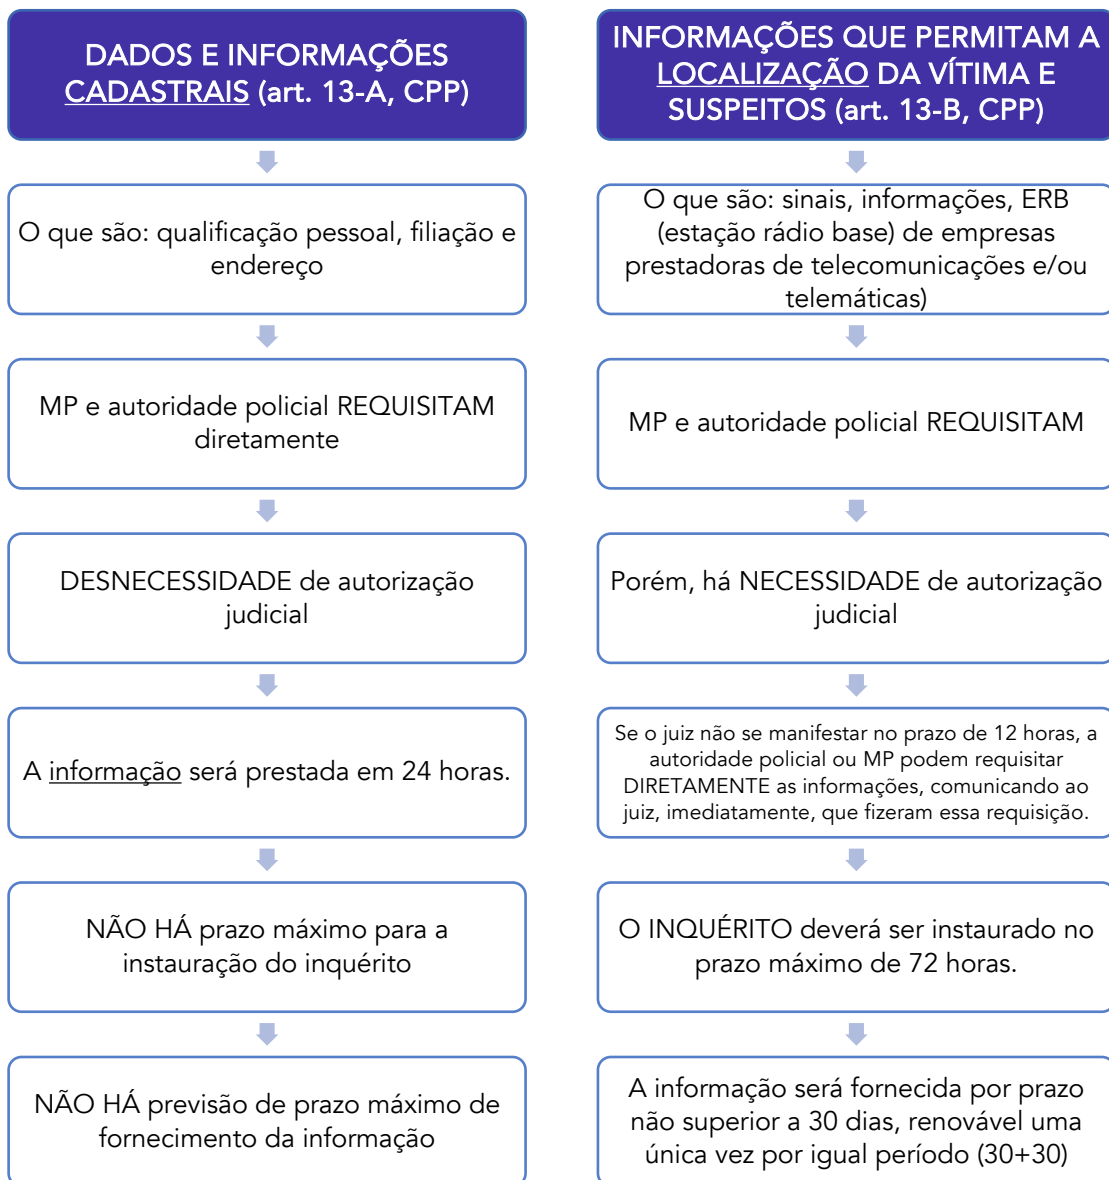 DADOS E INFORMAÇÕES
CADASTRAIS (art. 13-A, CPP)
O que são: qualificação pessoal, filiação e
endereço
MP e autoridade policial REQUISITAM
diretamente
DESNECESSIDADE de autorização
judicial
A informação será prestada em 24 horas.
NÃO HÁ prazo máximo para a
instauração do inquérito
NÃO HÁ previsão de prazo máximo de
fornecimento da informação
INFORMAÇÕES QUE PERMITAM A
LOCALIZAÇÃO DA VÍTIMA E
SUSPEITOS (art. 13-B, CPP)
O que são: sinais, informações, ERB
(estação rádio base) de empresas
prestadoras de telecomunicações e/ou
telemáticas)
MP e autoridade policial REQUISITAM
Porém, há NECESSIDADE de autorização
judicial
Se o juiz não se manifestar no prazo de 12 horas, a
autoridade policial ou MP podem requisitar
DIRETAMENTE as informações, comunicando ao
juiz, imediatamente, que fizeram essa requisição.
O INQUÉRITO deverá ser instaurado no
prazo máximo de 72 horas.
A informação será fornecida por prazo
não superior a 30 dias, renovável uma
única vez por igual período (30+30)